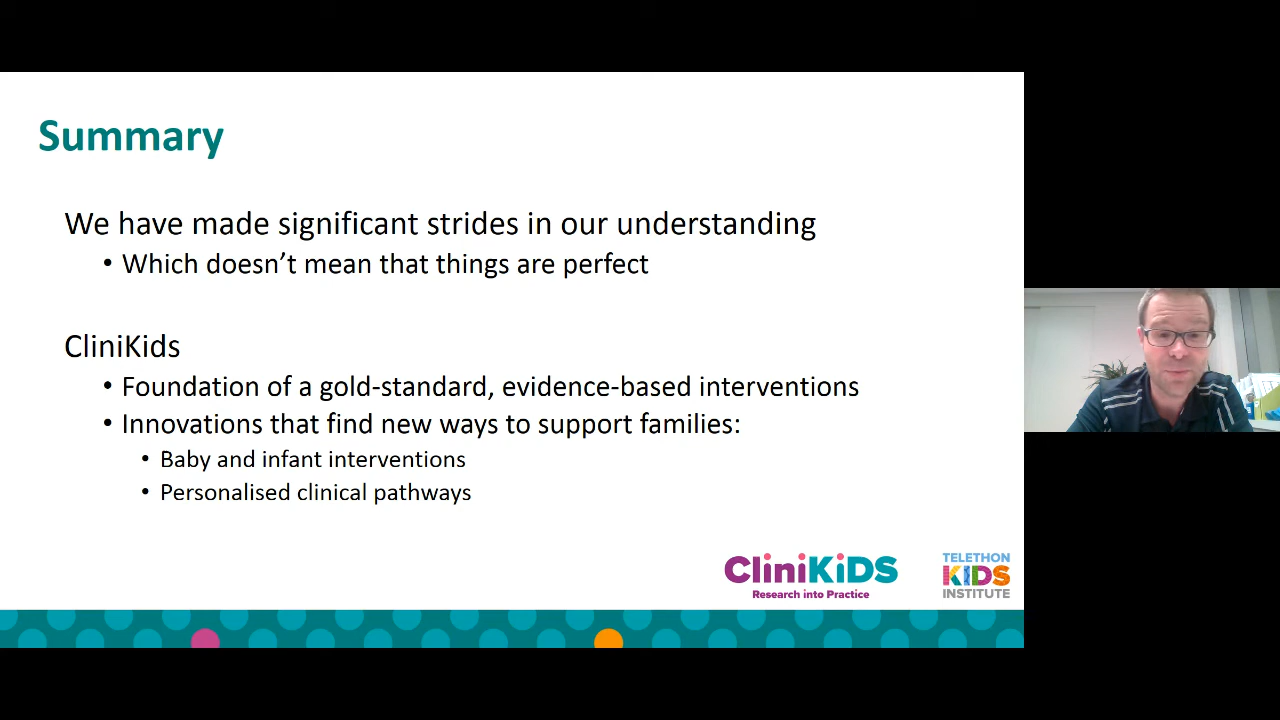 Summary
We have made significant strides in our understanding
• Which doesn’t mean that things are perfect
CliniKids
• Foundation of a gold-standard, evidence-based interventions
• Innovations that find new ways to support families:
• Baby and infant interventions
• Personalised clinical pathways
CliniKiDS
Research into Practice
TELETHON
KIDS
INSTITUTE